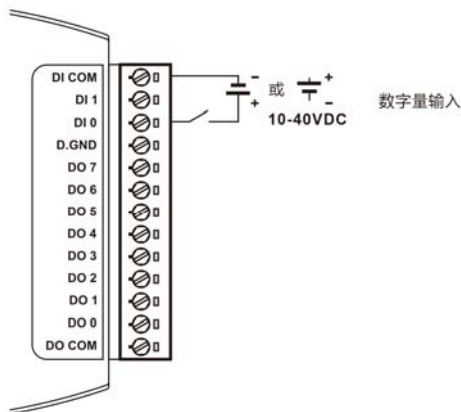 DI COM
DI 1
DI 0
D.GND
DO 7
DO 6
DO 5
DO 4
DO 3
DO 2
DO 1
DO 0
DO COM
- 或 +
+ -
10-40VDC
数字量输入